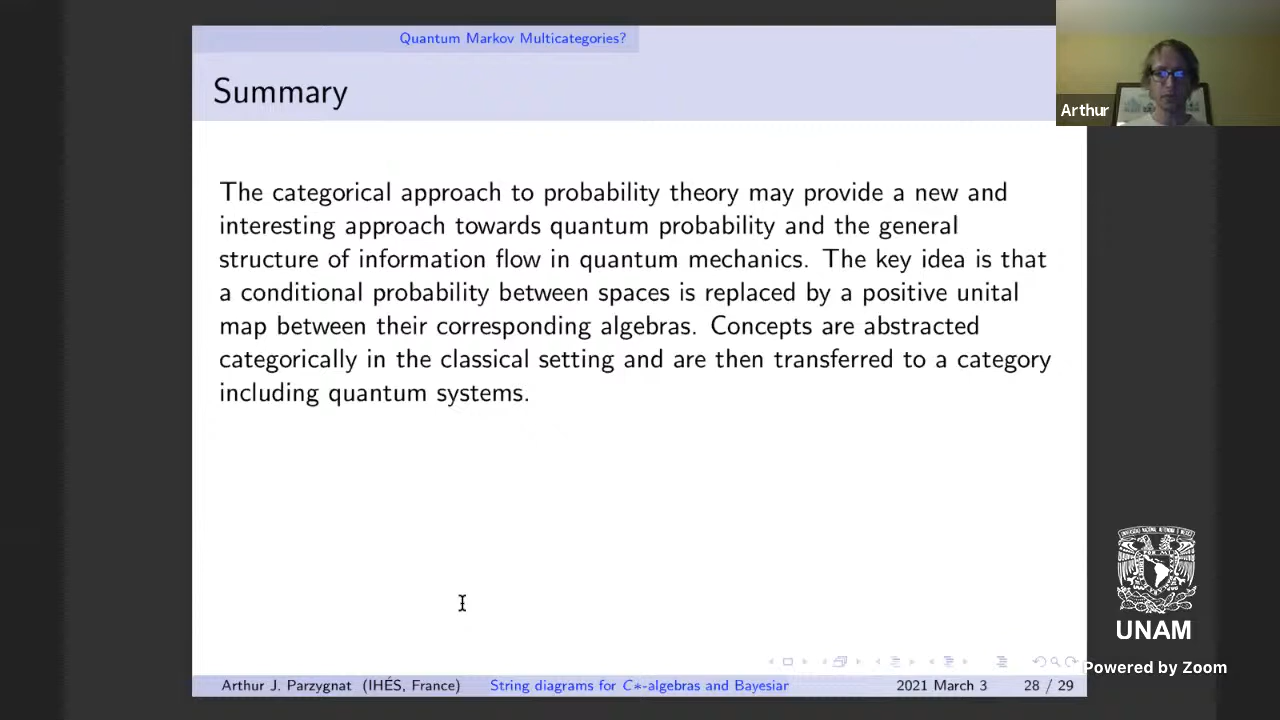 Quantum Markov Multicategories?
Summary
Arthur
The categorical approach to probability theory may provide a new and
interesting approach towards quantum probability and the general
structure of information flow in quantum mechanics. The key idea is that
a conditional probability between spaces is replaced by a positive unital
map between their corresponding algebras. Concepts are abstracted
categorically in the classical setting and are then transferred to a category
including quantum systems.
UNAM
Powered by Zoom
Arthur J. Parzygnat (IHÉS, France) String diagrams for C*-algebras and Bayesiar 2021 March 3 28 / 29